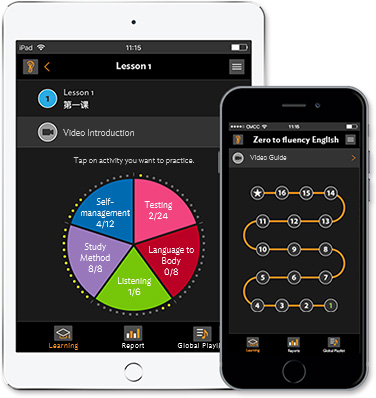 iPad 11:15
Lesson 1
1
Lesson 1
第一课
Video Introduction
Tap on activity you want to practice.
Self-
management
4/12
Testing
2/24
Language to
Body
0/8
Listening
1/6
Study
Method
8/8
Learning
Report
Global Playlist
CMCC 11:15
Zero to fluency English
Video Guide
16 15 14
11 12 13
10 9 8
5 6 7
4 3 2 1
Learning
Reports
Global Playlist